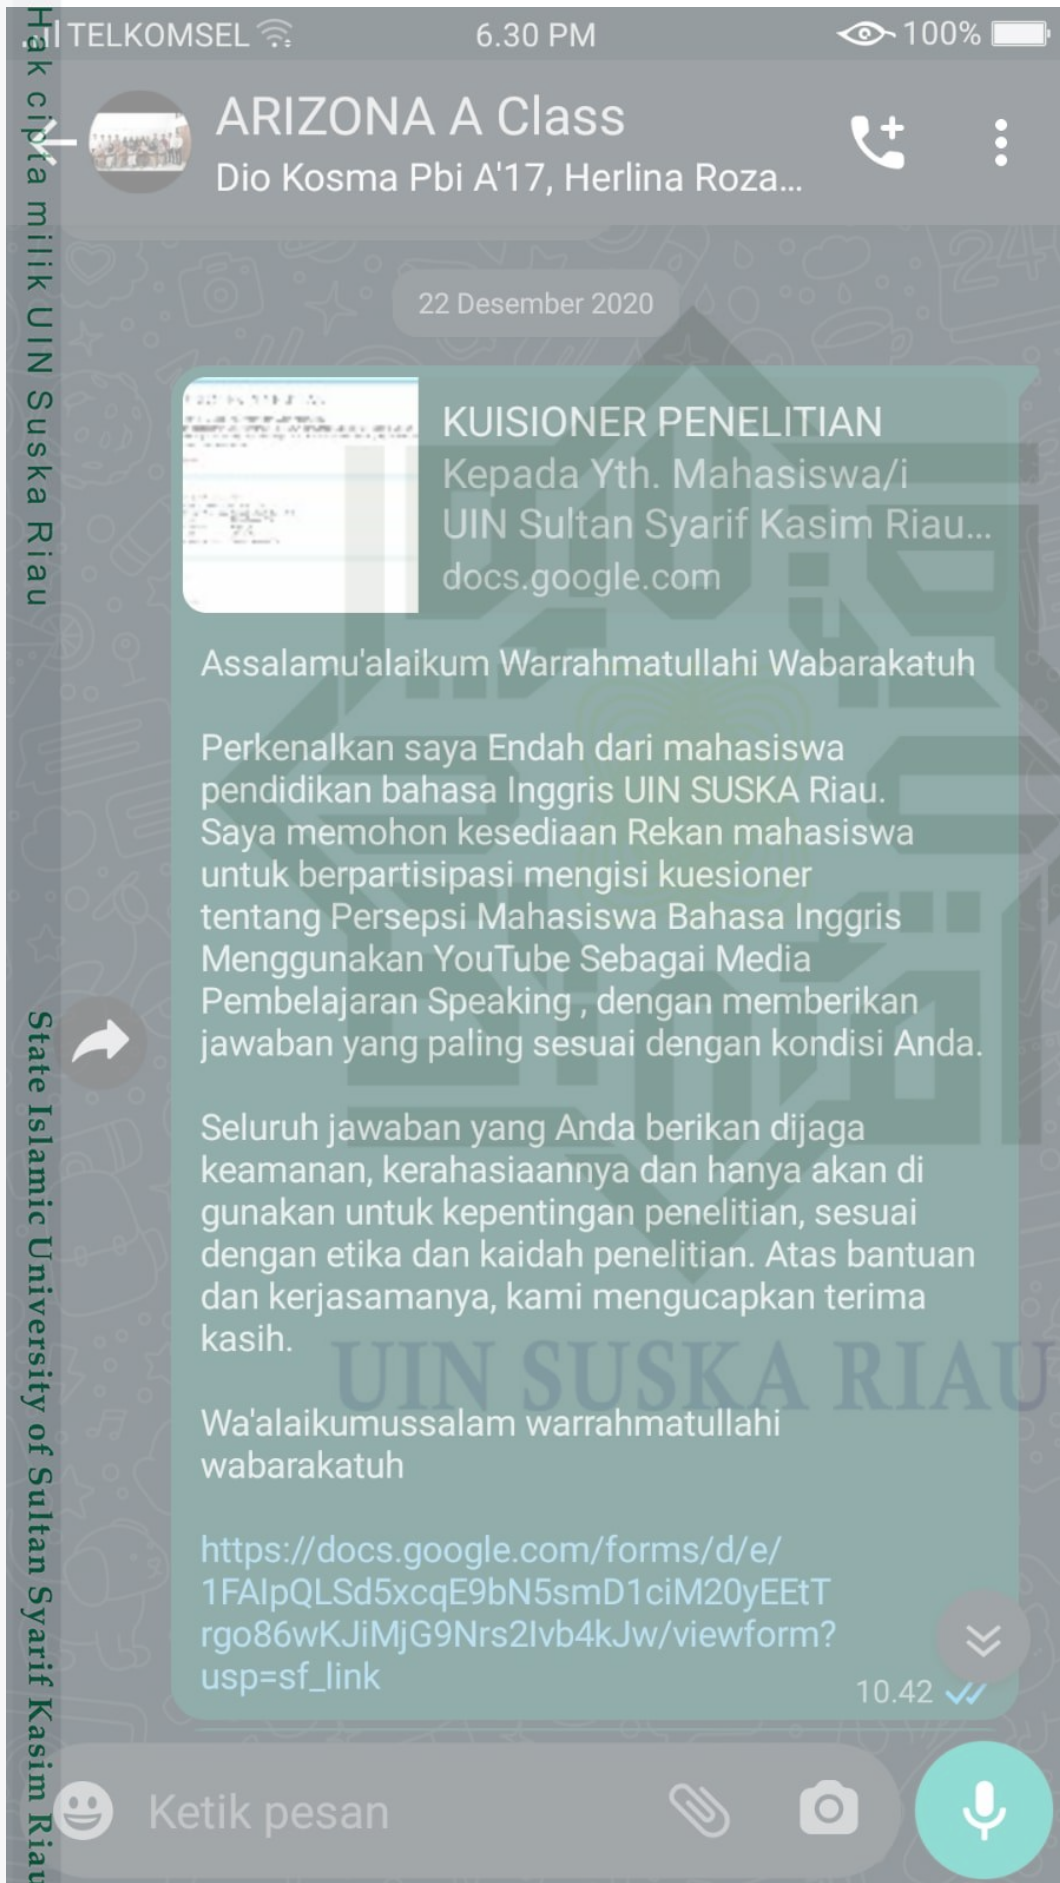 TELKOMSEL 6.30 PM 100%
ARIZONA A Class
Dio Kosma Pbi A'17, Herlina Roza...
22 Desember 2020
KUISIONER PENELITIAN
Kepada Yth. Mahasiswa/i
UIN Sultan Syarif Kasim Riau...
docs.google.com
Assalamu'alaikum Warrahmatullahi Wabarakatuh
Perkenalkan saya Endah dari mahasiswa
pendidikan bahasa Inggris UIN SUSKA Riau.
Saya memohon kesediaan Rekan mahasiswa
untuk berpartisipasi mengisi kuesioner
tentang Persepsi Mahasiswa Bahasa Inggris
Menggunakan YouTube Sebagai Media
Pembelajaran Speaking , dengan memberikan
jawaban yang paling sesuai dengan kondisi Anda.
Seluruh jawaban yang Anda berikan dijaga
keamanan, kerahasiaannya dan hanya akan di
gunakan untuk kepentingan penelitian, sesuai
dengan etika dan kaidah penelitian. Atas bantuan
dan kerjasamanya, kami mengucapkan terima
kasih.
Wa'alaikumussalam warrahmatullahi
wabarakatuh
https://docs.google.com/forms/d/e/
1FAIpQLSd5xcqE9bN5smD1ciM20yEEtT
rgo86wKJiMjG9Nrs2Ivb4kJw/viewform?
usp=sf_link
10.42
Ketik pesan
UIN SUSKA RIAU
Hak cipta milik UIN Suska Riau
State Islamic University of Sultan Syarif Kasim Riau